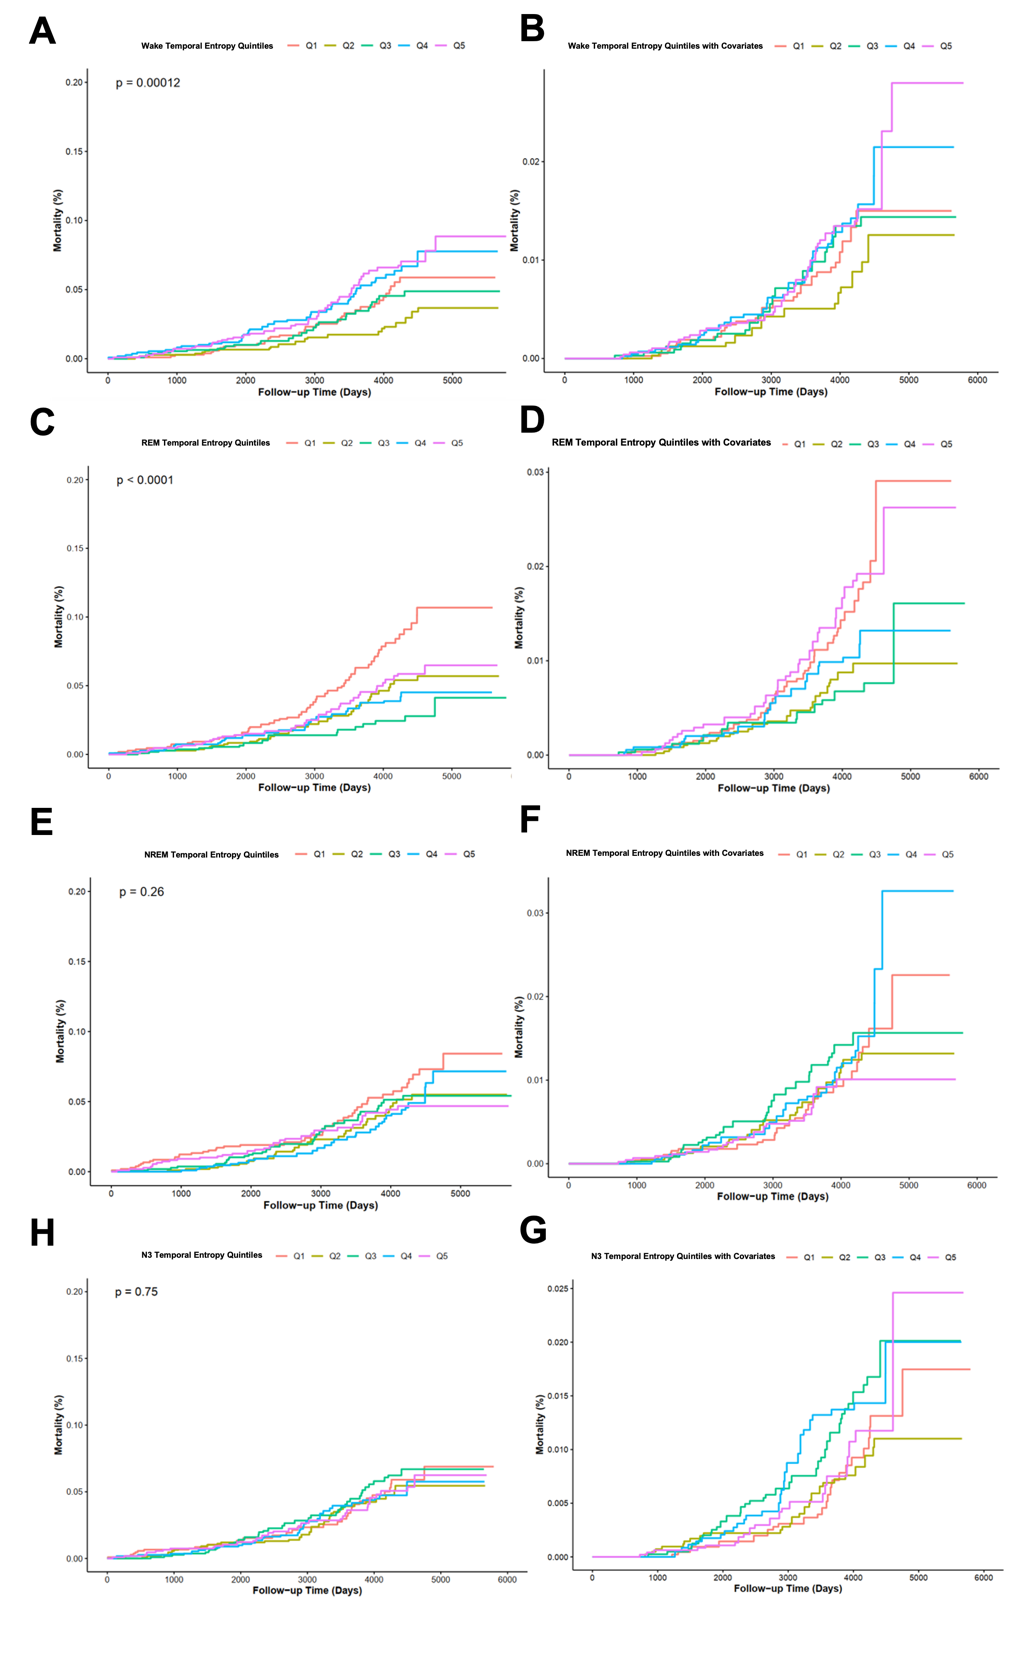 A
Wake Temporal Entropy Quintiles Q1 Q2 Q3 Q4 Q5
p = 0.00012
0.20
0.15
0.10
0.05
0.00
Mortality (%)
0 1000 2000 3000 4000 5000
Follow-up Time (Days)
B
Wake Temporal Entropy Quintiles with Covariates Q1 Q2 Q3 Q4 Q5
0.02
0.01
0.00
Mortality (%)
0 1000 2000 3000 4000 5000 6000
Follow-up Time (Days)
C
REM Temporal Entropy Quintiles Q1 Q2 Q3 Q4 Q5
p < 0.0001
0.20
0.15
0.10
0.05
0.00
Mortality (%)
0 1000 2000 3000 4000 5000
Follow-up Time (Days)
D
REM Temporal Entropy Quintiles with Covariates Q1 Q2 Q3 Q4 Q5
0.03
0.02
0.01
0.00
Mortality (%)
0 1000 2000 3000 4000 5000 6000
Follow-up Time (Days)
E
NREM Temporal Entropy Quintiles Q1 Q2 Q3 Q4 Q5
p = 0.26
0.20
0.15
0.10
0.05
0.00
Mortality (%)
0 1000 2000 3000 4000 5000
Follow-up Time (Days)
F
NREM Temporal Entropy Quintiles with Covariates Q1 Q2 Q3 Q4 Q5
0.03
0.02
0.01
0.00
Mortality (%)
0 1000 2000 3000 4000 5000 6000
Follow-up Time (Days)
H
N3 Temporal Entropy Quintiles Q1 Q2 Q3 Q4 Q5
p = 0.75
0.20
0.15
0.10
0.05
0.00
Mortality (%)
0 1000 2000 3000 4000 5000 6000
Follow-up Time (Days)
G
N3 Temporal Entropy Quintiles with Covariates Q1 Q2 Q3 Q4 Q5
0.025
0.020
0.015
0.010
0.005
0.000
Mortality (%)
0 1000 2000 3000 4000 5000 6000
Follow-up Time (Days)